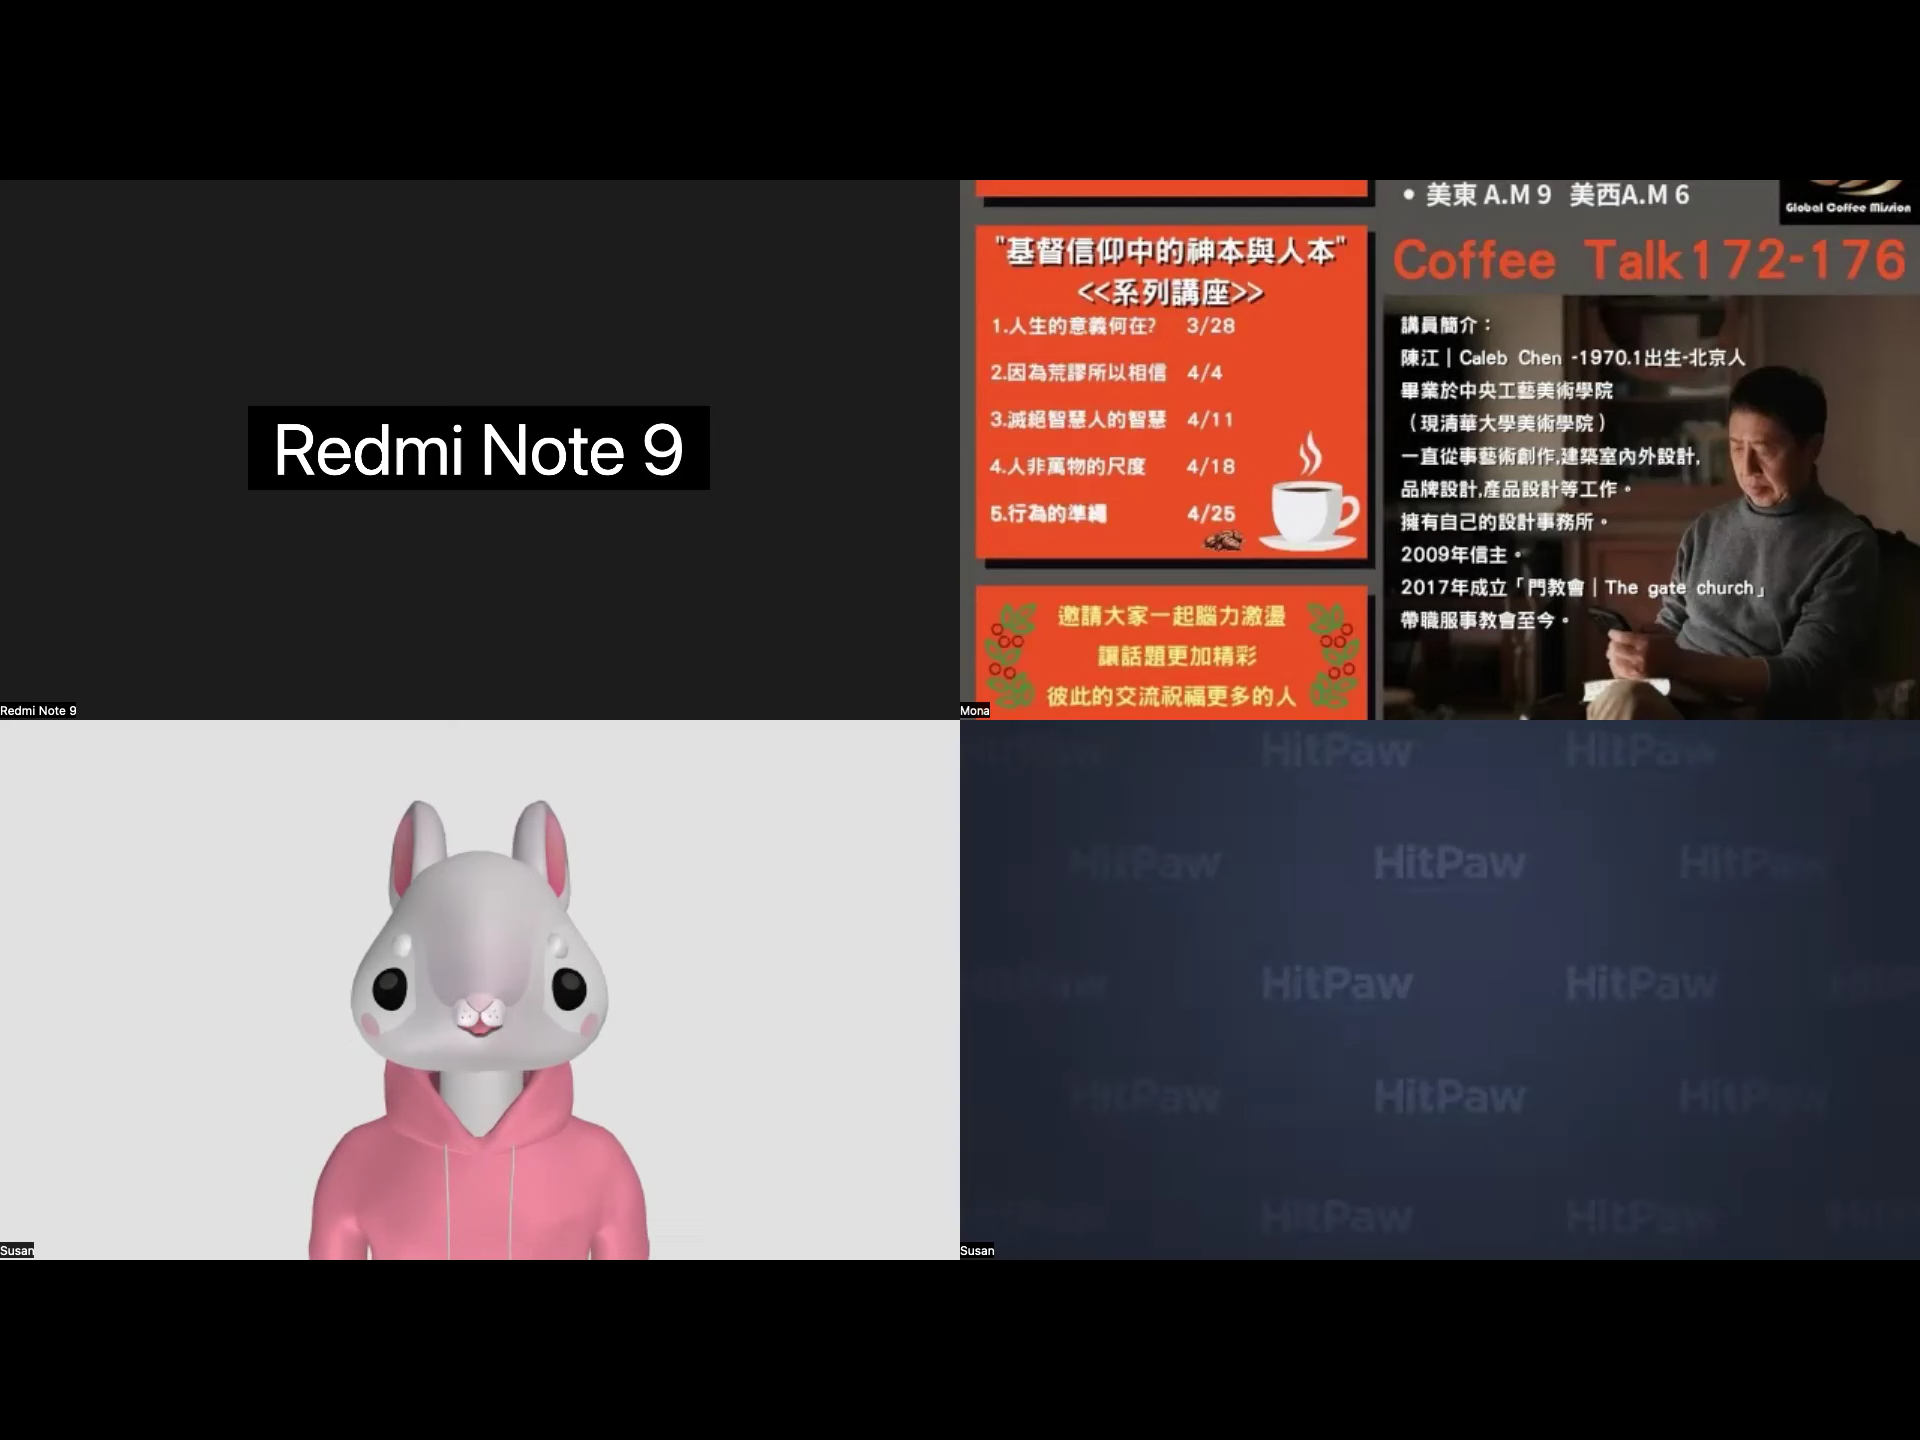 Redmi Note 9
Redmi Note 9
"基督信仰中的神本與人本"
<<系列講座>>
1.人生的意義何在? 3/28
2.因為荒謬所以相信 4/4
3.滅絕智慧人的智慧 4/11
4.人非萬物的尺度 4/18
5.行為的準繩 4/25
邀請大家一起腦力激盪
讓話題更加精彩
彼此的交流祝福更多的人
• 美東 A.M 9 美西A.M 6
Global Coffee Mission
Coffee Talk172-176
講員簡介：
陳江 | Caleb Chen -1970.1出生-北京人
畢業於中央工藝美術學院
（現清華大學美術學院）
一直從事藝術創作,建築室內外設計,
品牌設計,產品設計等工作。
擁有自己的設計事務所。
2009年信主。
2017年成立「門教會 | The gate church」
帶職服事教會至今。
Mona
Susan
HitPaw HitPaw HitPaw
HitPaw HitPaw HitPaw
HitPaw HitPaw
HitPaw HitPaw HitPaw
HitPaw HitPaw
Susan